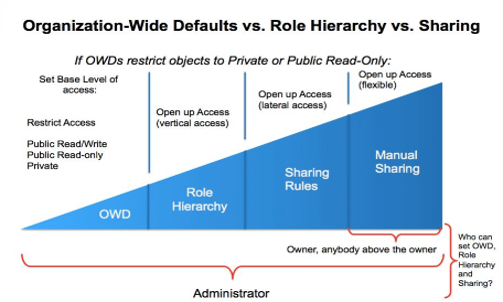 Organization-Wide Defaults vs. Role Hierarchy vs. Sharing
If OWDs restrict objects to Private or Public Read-Only:
Set Base Level of
access:
Restrict Access
Public Read/Write
Public Read-only
Private
Open up Access
(vertical access)
Open up Access
(lateral access)
Open up Access
(flexible)
OWD
Role
Hierarchy
Sharing
Rules
Manual
Sharing
Owner, anybody above the owner
Administrator
Who can
set OWD,
Role
Hierarchy
and
Sharing?